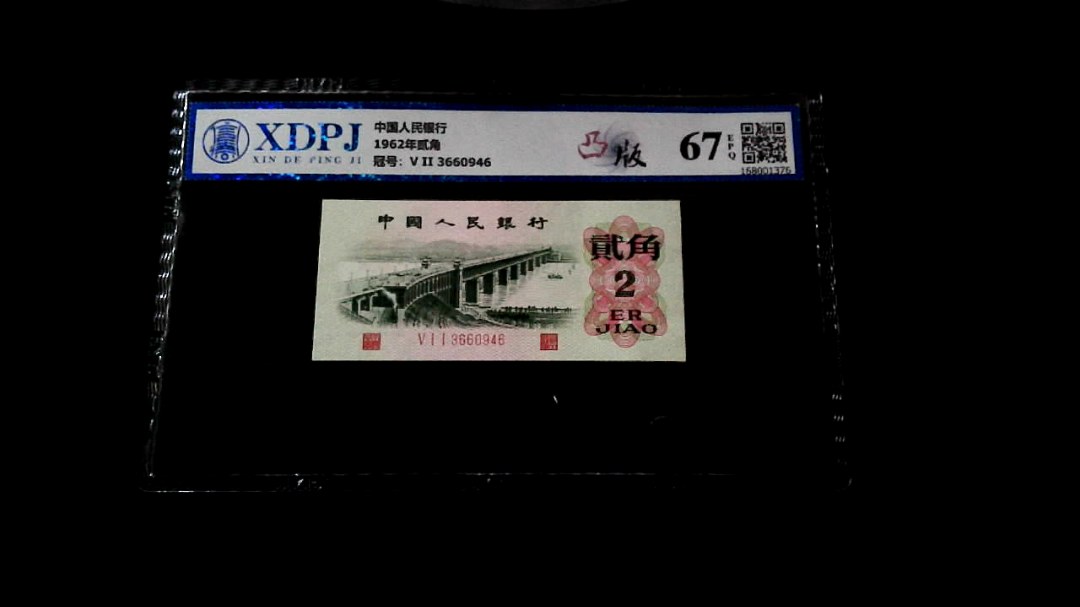 XDPJ
XIN DE PING JI
中国人民银行
1962年贰角
冠号：V II 3660946
凸版
67
EPQ
168001376
中國人民銀行
貳角
2
ER
JIAO
V I I 3660946